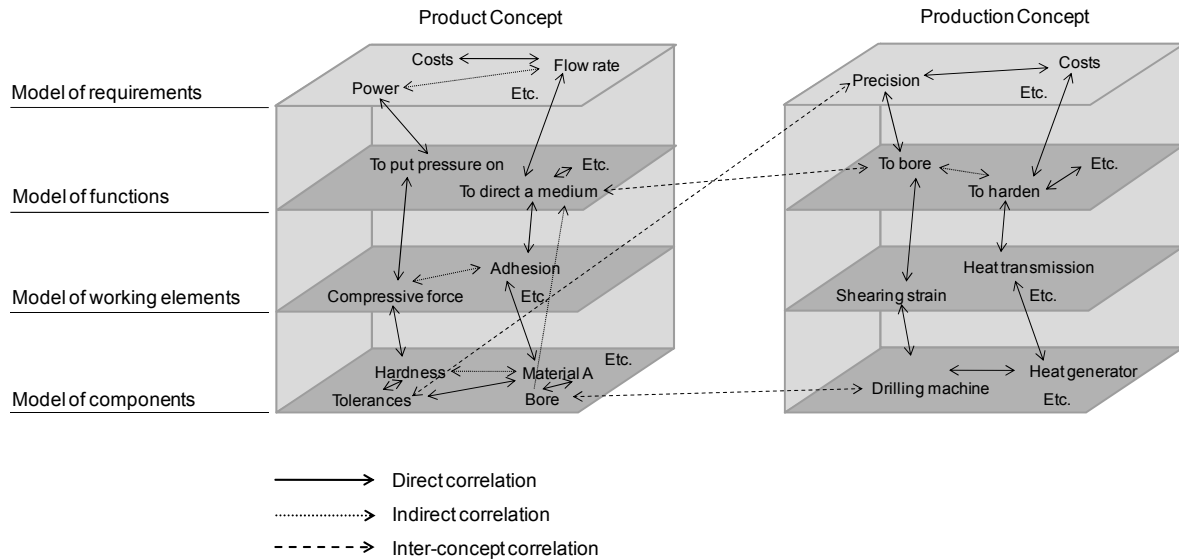 Product Concept
Production Concept
Costs
Flow rate
Power
Etc.
Precision
Costs
Etc.
Model of requirements
To put pressure on
Etc.
To direct a medium
To bore
Etc.
To harden
Model of functions
Adhesion
Compressive force
Etc.
Heat transmission
Shearing strain
Etc.
Model of working elements
Hardness
Material A
Etc.
Tolerances
Bore
Drilling machine
Heat generator
Etc.
Model of components
Direct correlation
Indirect correlation
Inter-concept correlation